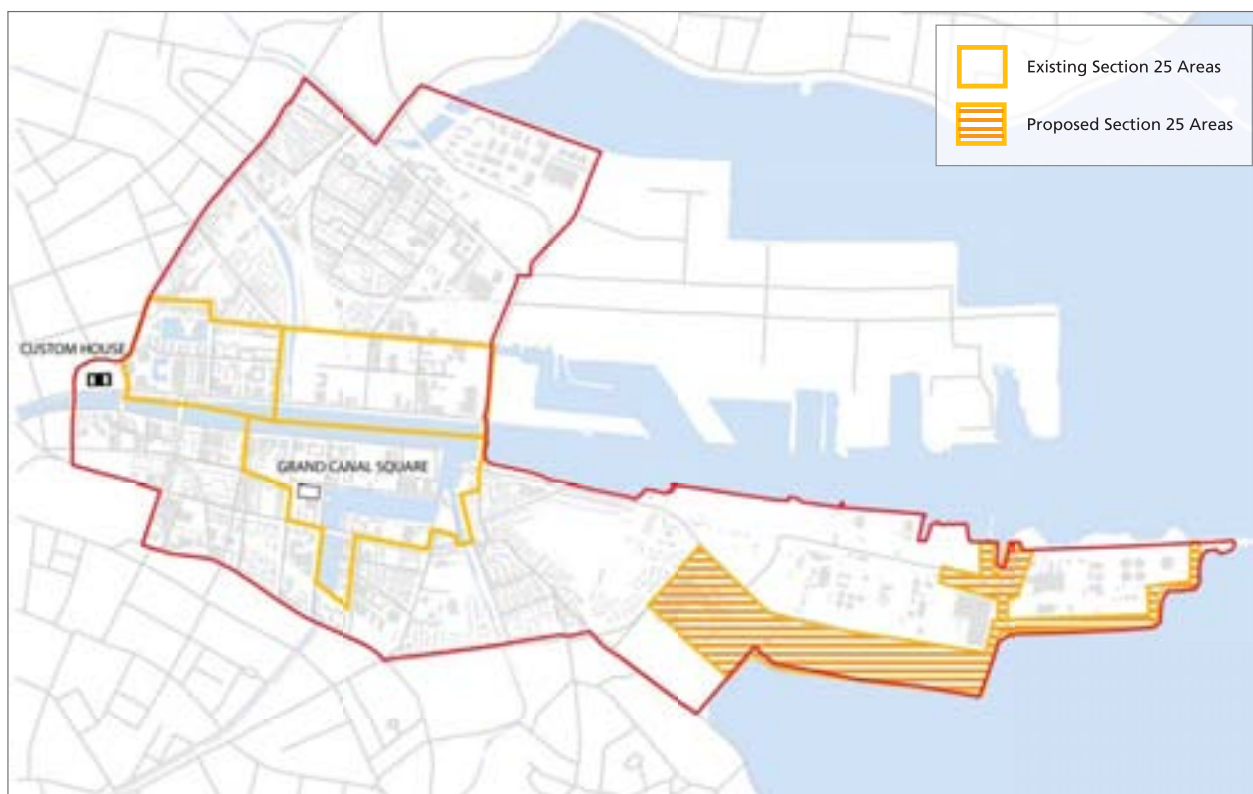 Existing Section 25 Areas
Proposed Section 25 Areas
CUSTOM HOUSE
GRAND CANAL SQUARE